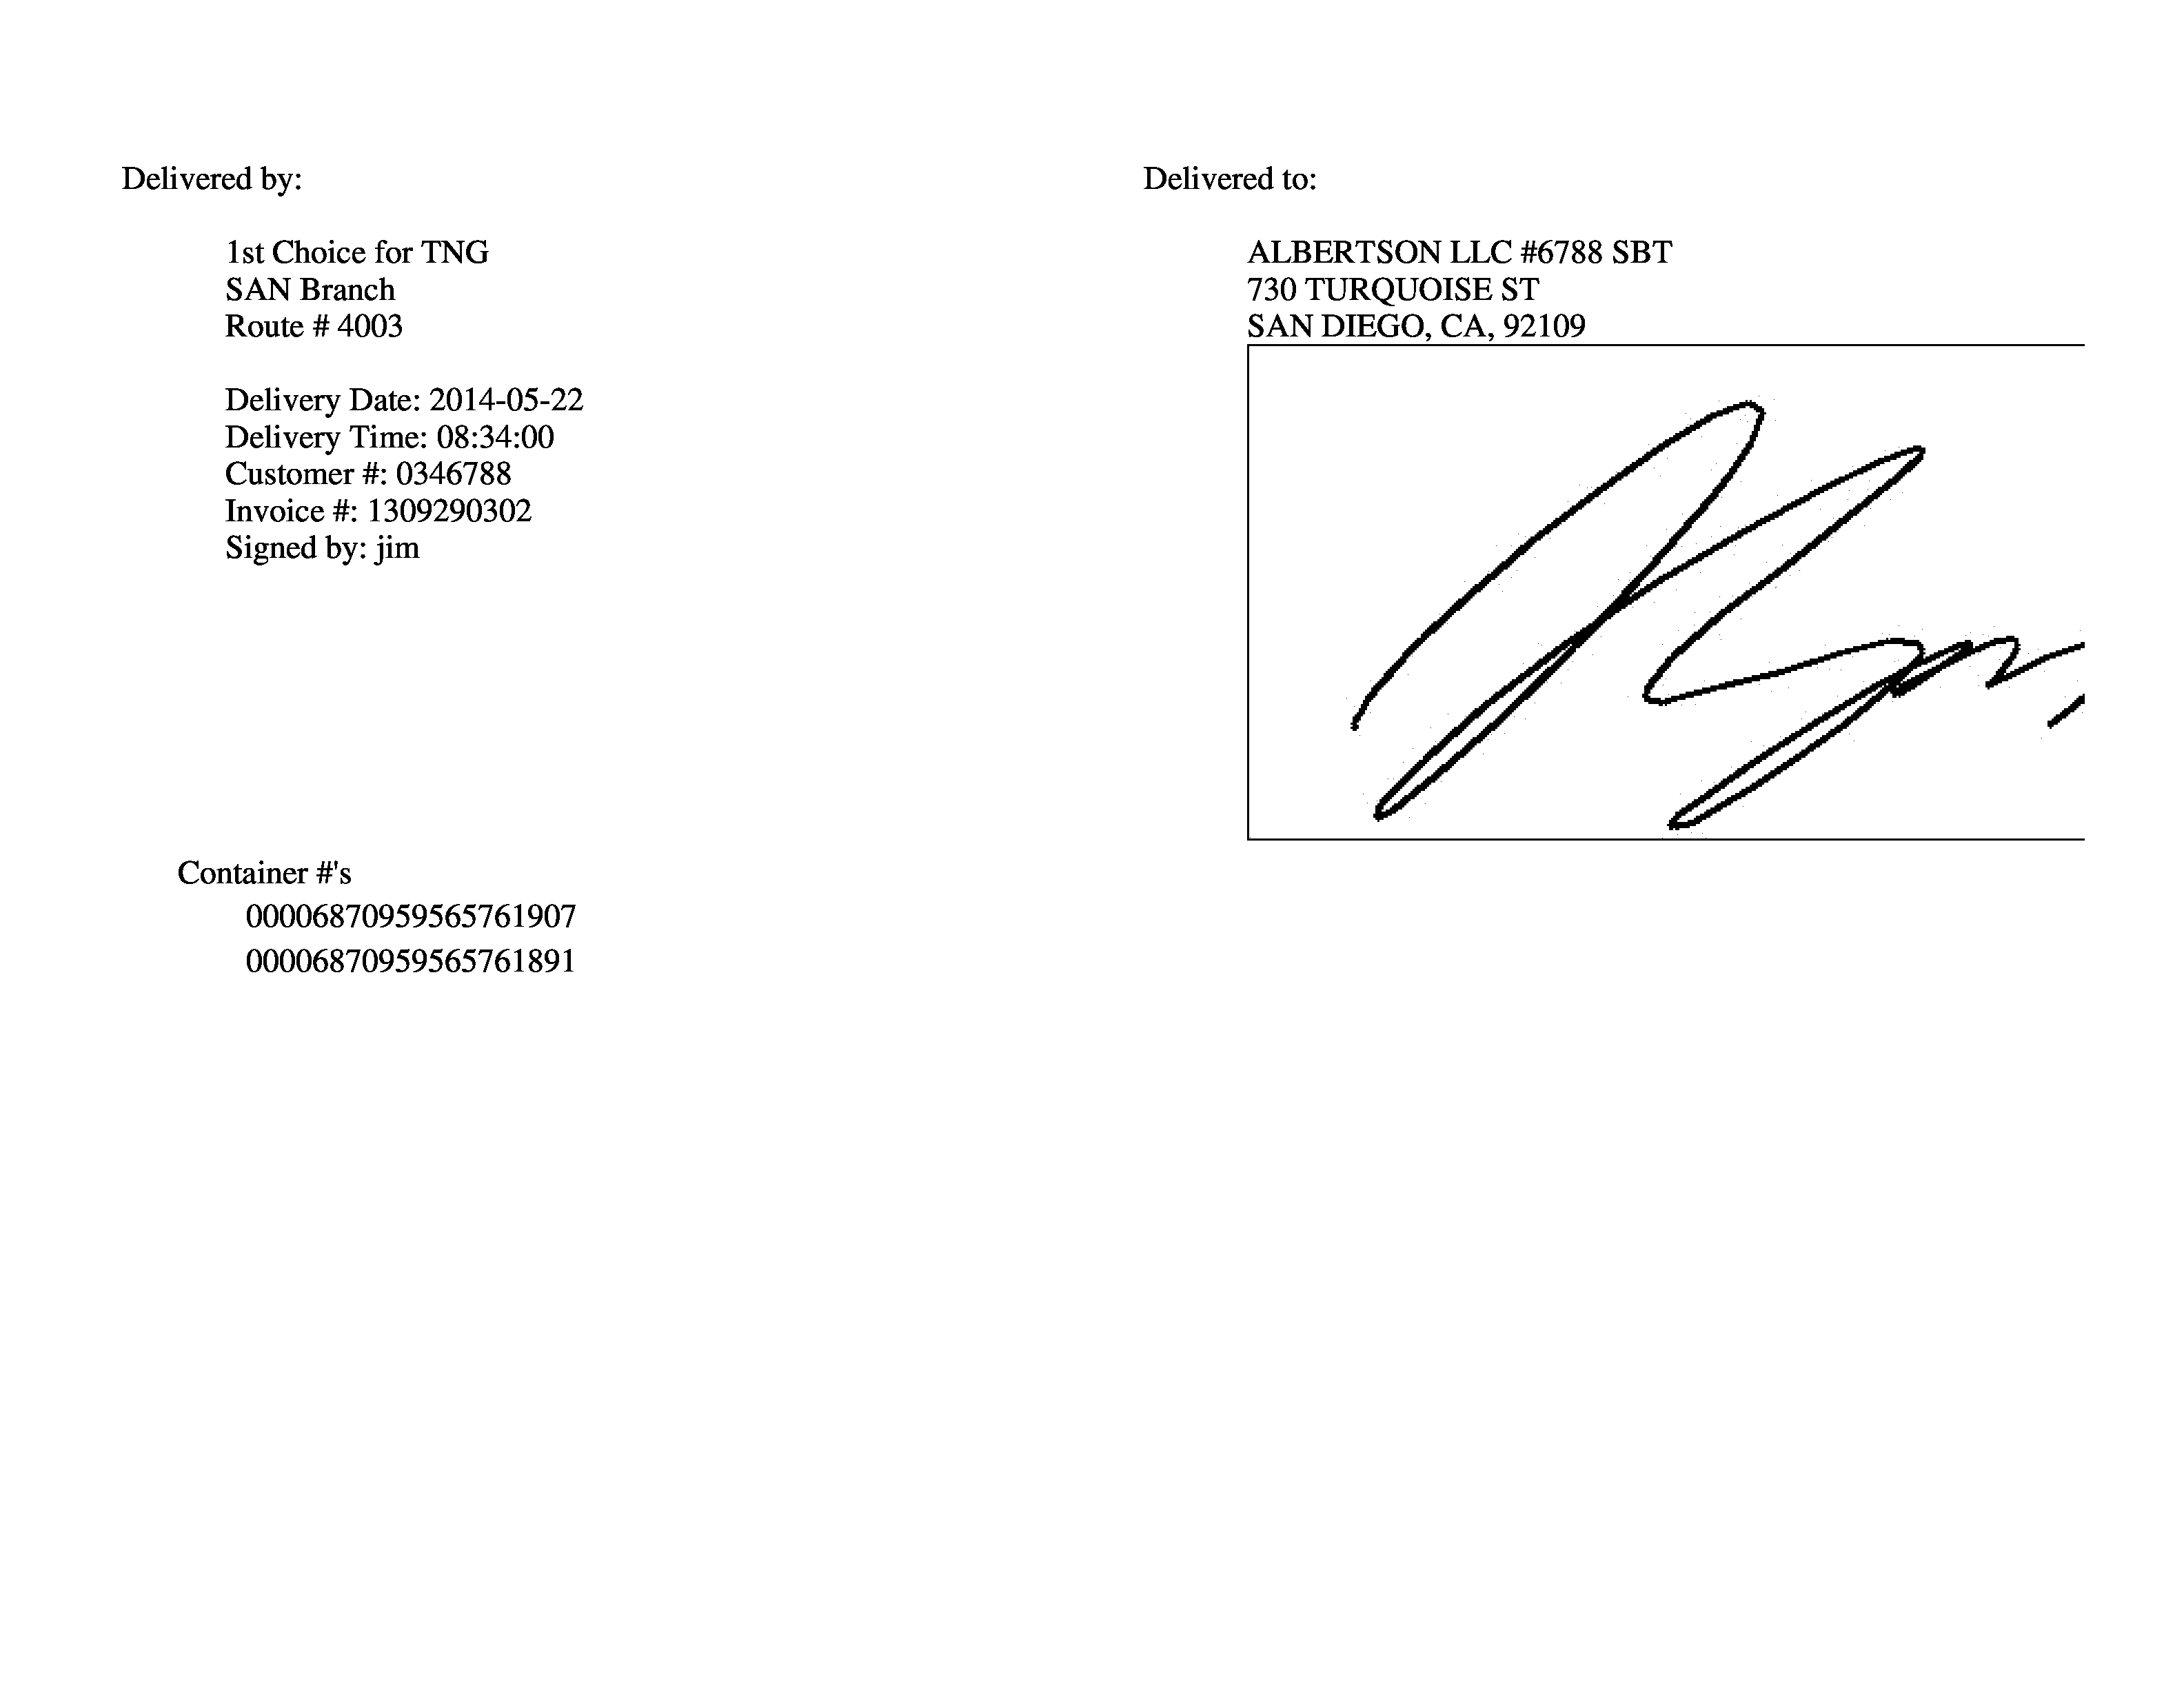 Delivered by:
1st Choice for TNG
SAN Branch
Route # 4003
Delivery Date: 2014-05-22
Delivery Time: 08:34:00
Customer #: 0346788
Invoice #: 1309290302
Signed by: jim
Delivered to:
ALBERTSON LLC #6788 SBT
730 TURQUOISE ST
SAN DIEGO, CA, 92109
Container #'s
00006870959565761907
00006870959565761891